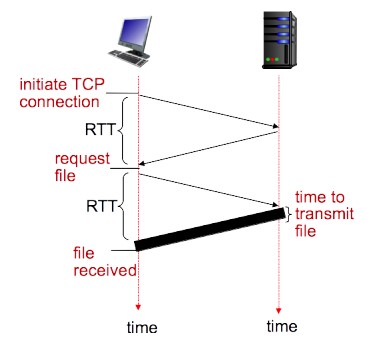 initiate TCP
connection
RTT
request
file
RTT
time to
transmit
file
file
received
time
time